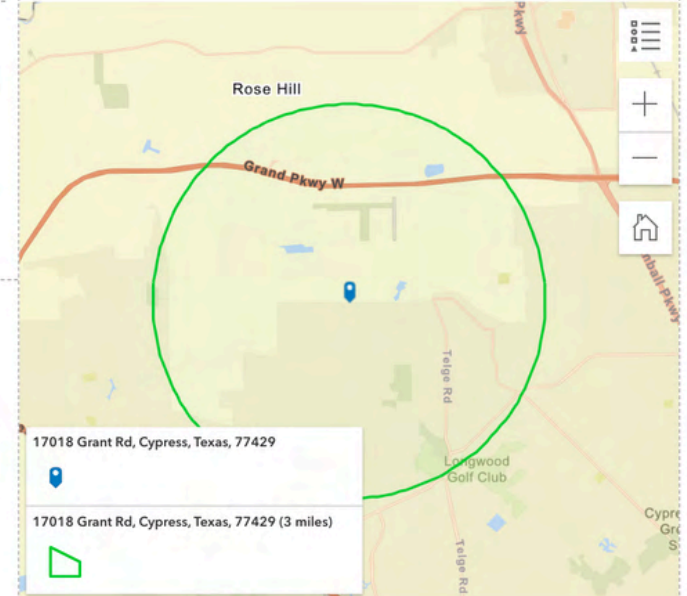 Pkwy
Rose Hill
Grand Pkwy W
Telge Rd
Longwood
Golf Club
17018 Grant Rd, Cypress, Texas, 77429
17018 Grant Rd, Cypress, Texas, 77429 (3 miles)
Telge Rd